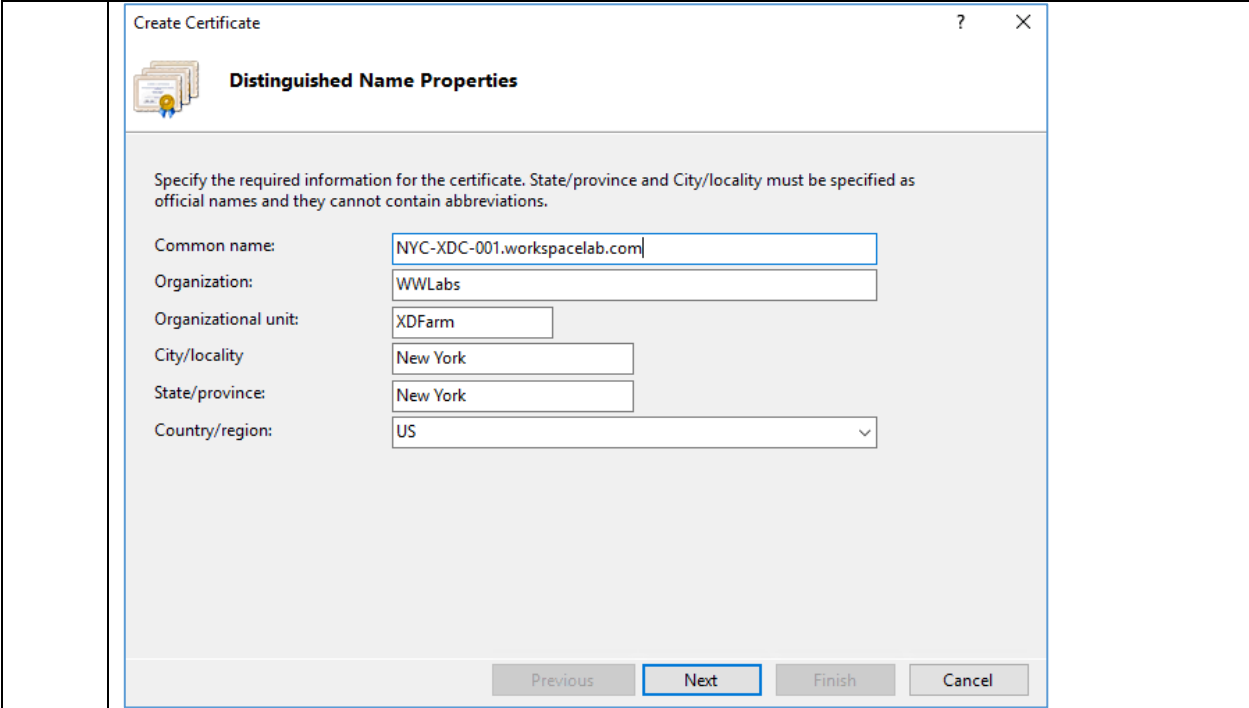 Create Certificate ?
Distinguished Name Properties
Specify the required information for the certificate. State/province and City/locality must be specified as
official names and they cannot contain abbreviations.
Common name: NYC-XDC-001.workspacelab.com
Organization: WWLabs
Organizational unit: XDFarm
City/locality New York
State/province: New York
Country/region: US
Previous Next Finish Cancel